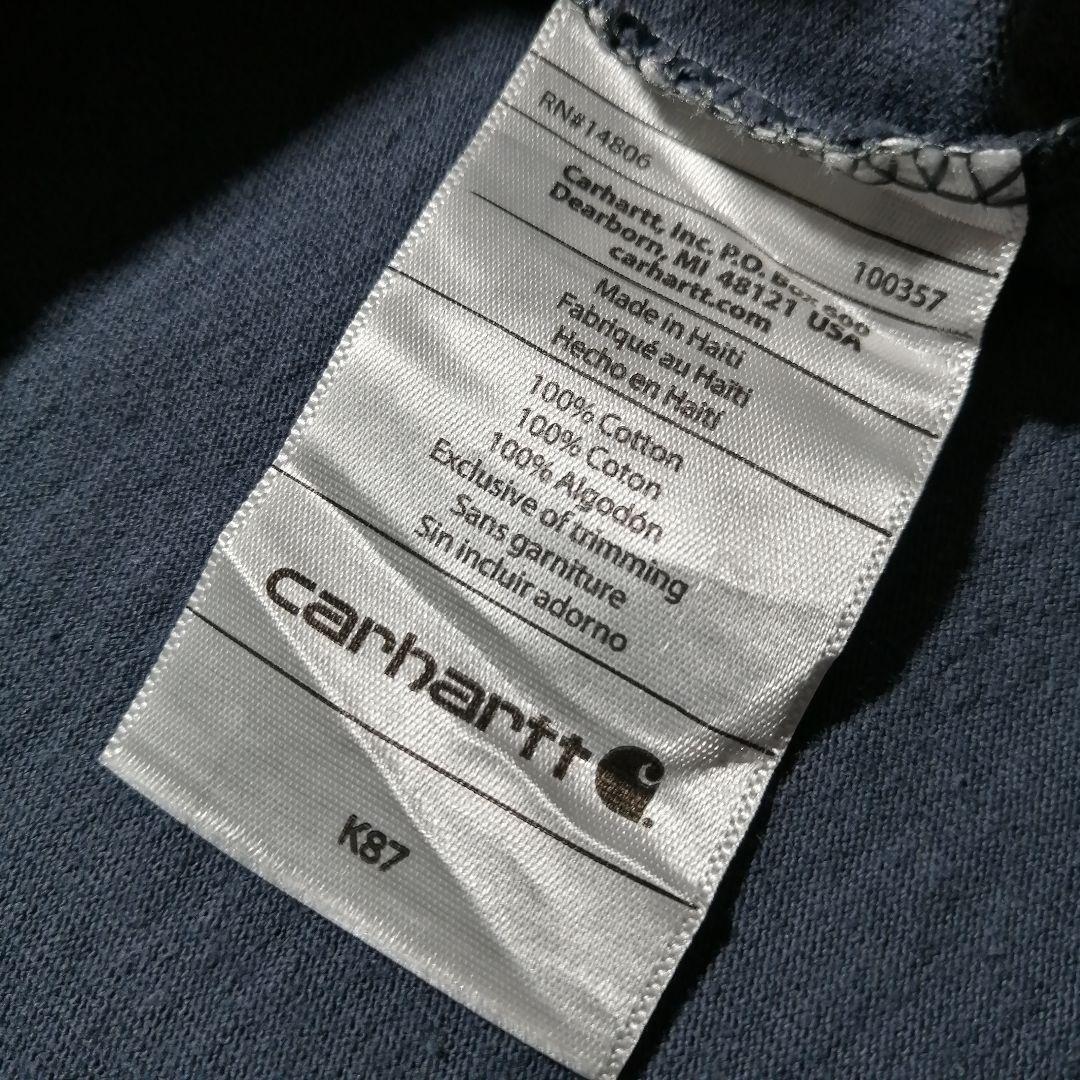 RN#14806
100357
Carhartt, Inc. P.O. Box 600
Dearborn, MI 48121 USA
carhartt.com
Made in Haiti
Fabriqué au Haïti
Hecho en Haiti
100% Cotton
100% Coton
100% Algodón
Exclusive of trimming
Sans garniture
Sin incluir adorno
carhartt
K87